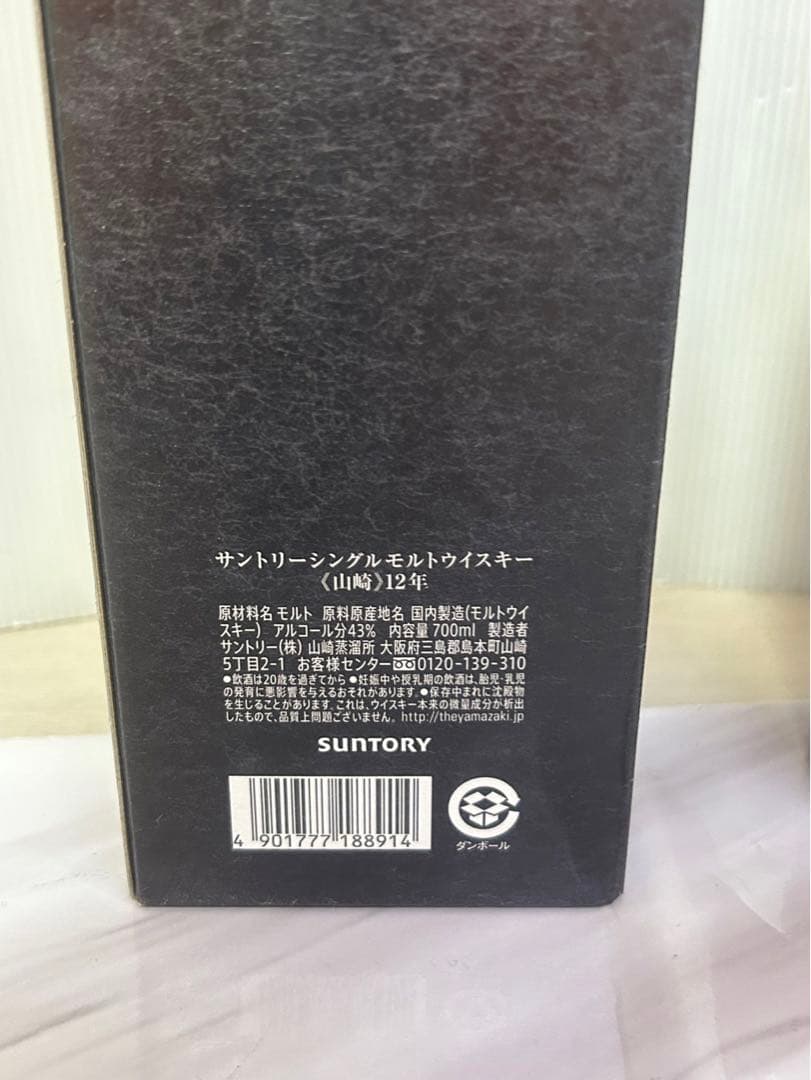 サントリーシングルモルトウイスキー
《山崎》12年
原材料名 モルト 原料原産地名 国内製造(モルトウイ
スキー) アルコール分43% 内容量 700ml 製造者
サントリー(株) 山崎蒸溜所 大阪府三島郡島本町山崎
5丁目2-1 お客様センター 0120-139-310
●飲酒は20歳を過ぎてから ●妊娠中や授乳期の飲酒は、胎児・乳児
の発育に悪影響を与えるおそれがあります。 ●保存中まれに沈殿物
を生じることがあります。これは、ウイスキー本来の微量成分が析出
したもので、品質上問題ございません。 http://theyamazaki.jp
SUNTORY
4 901777 188914
ダンボール